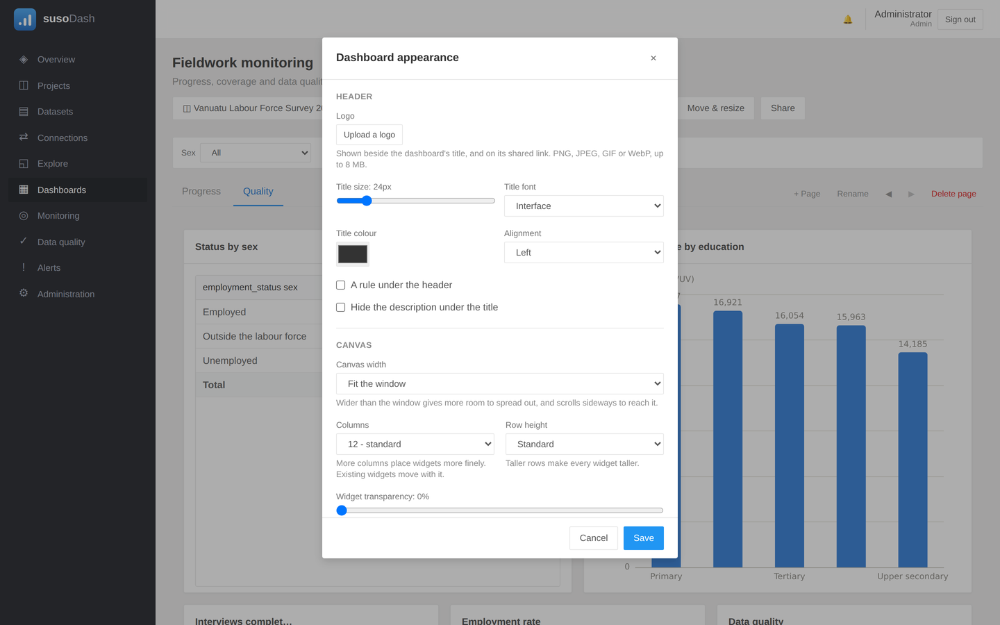 susoDash
Overview
Projects
Datasets
Connections
Explore
Dashboards
Monitoring
Data quality
Alerts
Administration
Administrator
Admin
Sign out
Fieldwork monitoring
Progress, coverage and data
Vanuatu Labour Force Survey
Move & resize
Share
Sex
All
Progress
Quality
+ Page
Rename
Delete page
Status by sex
employment_status sex
Employed
Outside the labour force
Unemployed
Total
Dashboard appearance
×
HEADER
Logo
Upload a logo
Shown beside the dashboard's title, and on its shared link. PNG, JPEG, GIF or WebP, up
to 8 MB.
Title size: 24px
Title font
Interface
Title colour
Alignment
Left
A rule under the header
Hide the description under the title
CANVAS
Canvas width
Fit the window
Wider than the window gives more room to spread out, and scrolls sideways to reach it.
Columns
Row height
12 - standard
Standard
More columns place widgets more finely.
Existing widgets move with it.
Taller rows make every widget taller.
Widget transparency: 0%
Cancel
Save
by education
16,921
16,054
15,963
14,185
0
Primary
Tertiary
Upper secondary
Interviews complet…
Employment rate
Data quality